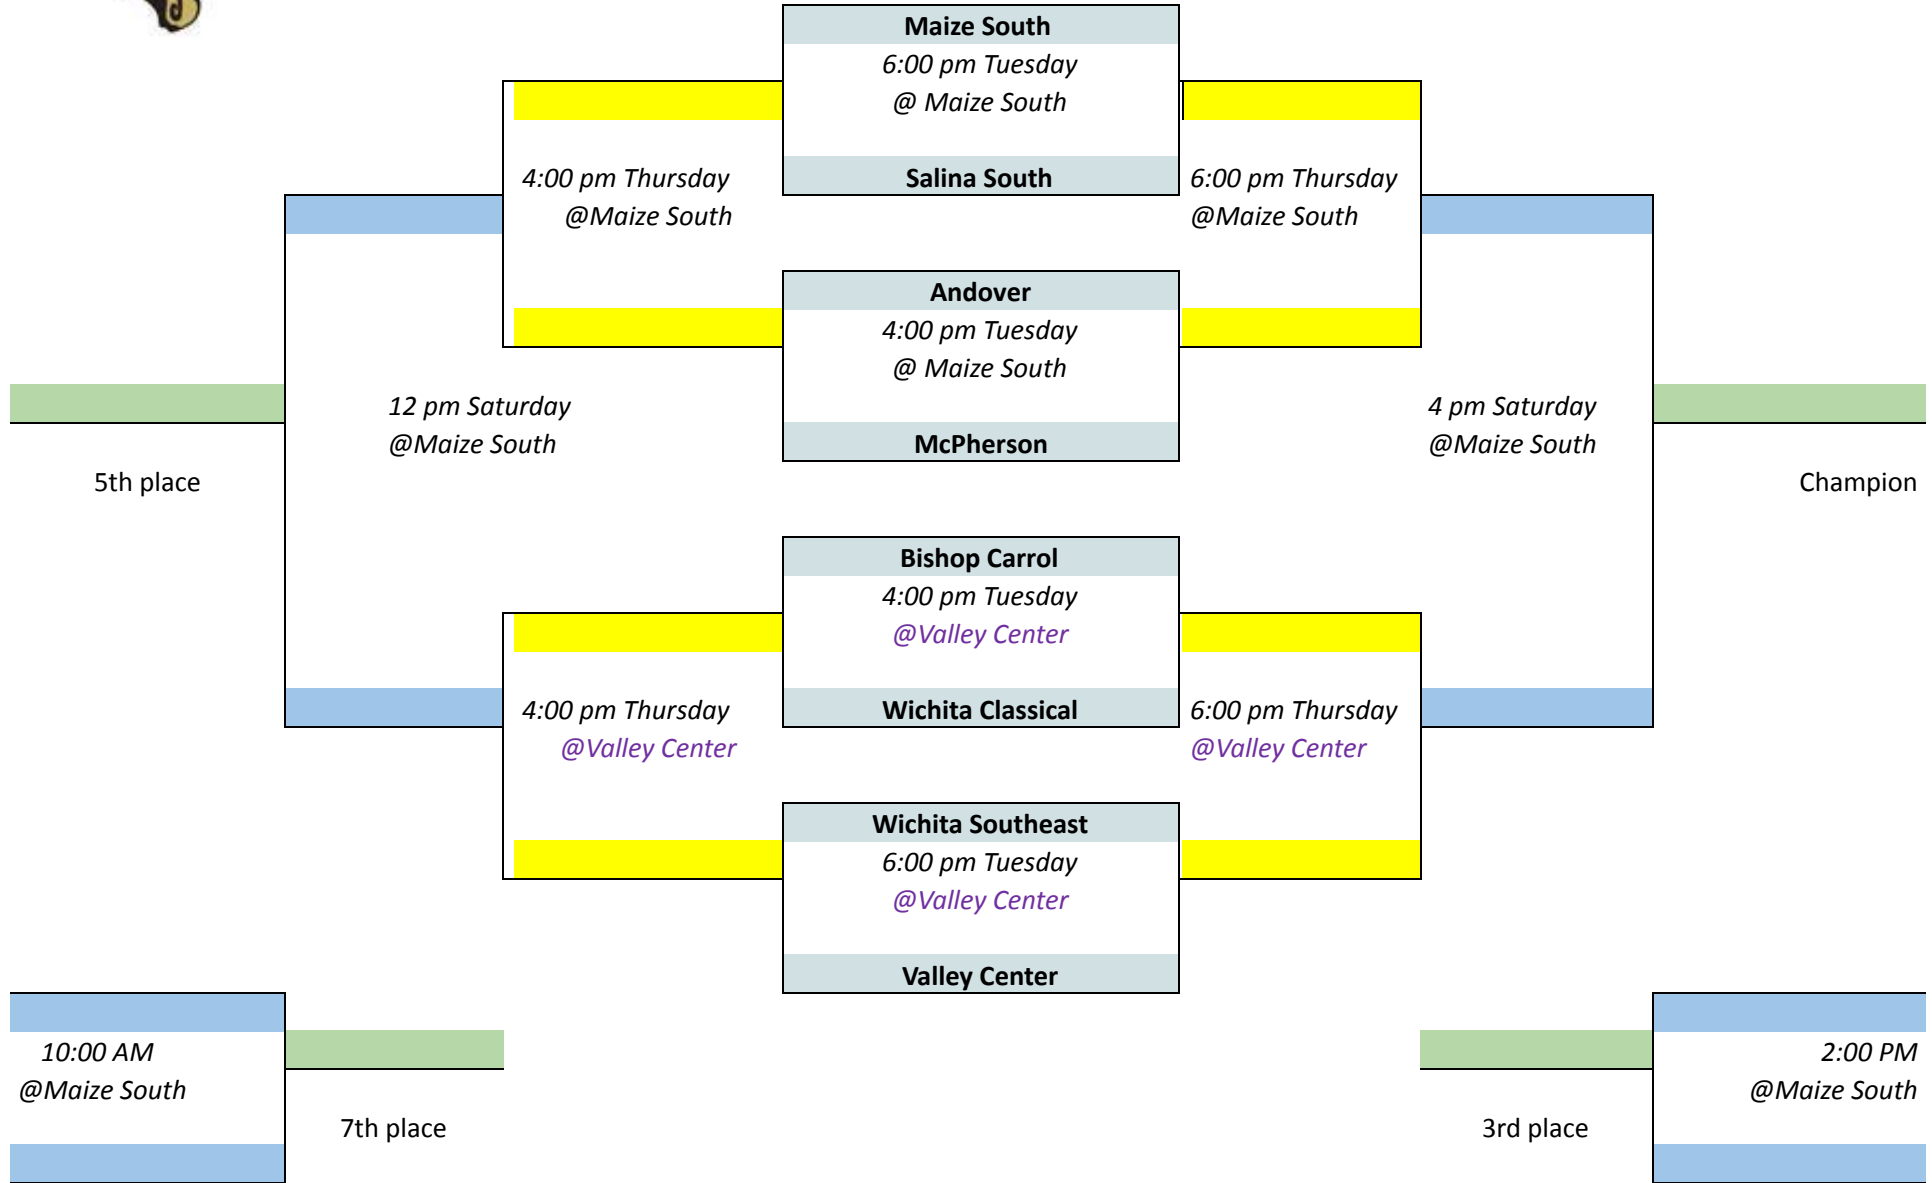 Maize South
6:00 pm Tuesday
@ Maize South
4:00 pm Thursday
@Maize South
Salina South
6:00 pm Thursday
@Maize South
Andover
4:00 pm Tuesday
@ Maize South
McPherson
12 pm Saturday
@Maize South
4 pm Saturday
@Maize South
5th place
Champion
Bishop Carrol
4:00 pm Tuesday
@Valley Center
Wichita Classical
4:00 pm Thursday
@Valley Center
6:00 pm Thursday
@Valley Center
Wichita Southeast
6:00 pm Tuesday
@Valley Center
Valley Center
10:00 AM
@Maize South
7th place
2:00 PM
@Maize South
3rd place